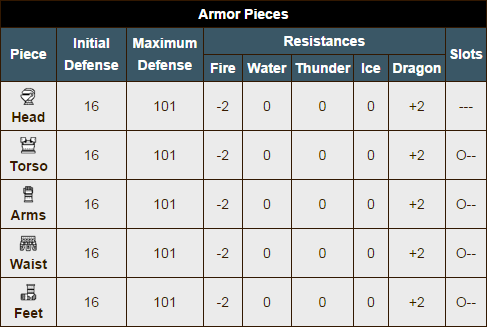 Armor Pieces
Piece Initial Defense Maximum Defense Resistances Slots
Fire Water Thunder Ice Dragon
Head 16 101 -2 0 0 0 +2 ---
Torso 16 101 -2 0 0 0 +2 O--
Arms 16 101 -2 0 0 0 +2 O--
Waist 16 101 -2 0 0 0 +2 O--
Feet 16 101 -2 0 0 0 +2 O--